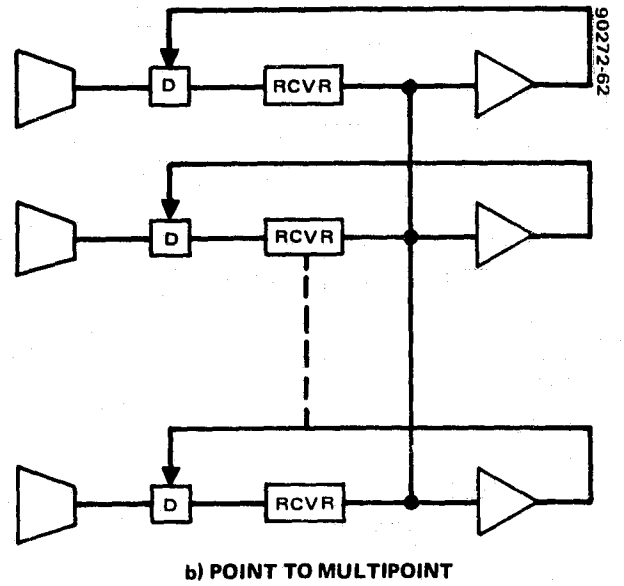 90272-62
D
RCVR
D
RCVR
D
RCVR
b) POINT TO MULTIPOINT